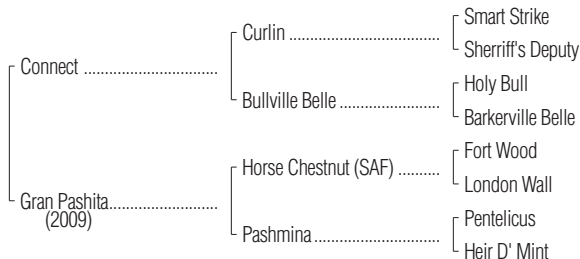 Smart Strike
Curlin ........................................
Sherriff's Deputy
Connect ...................................
Holy Bull
Bullville Belle ..........................
Barkerville Belle
Fort Wood
Horse Chestnut (SAF) ..........
London Wall
Gran Pashita............................
(2009)
Pentelicus
Pashmina ..................................
Heir D' Mint